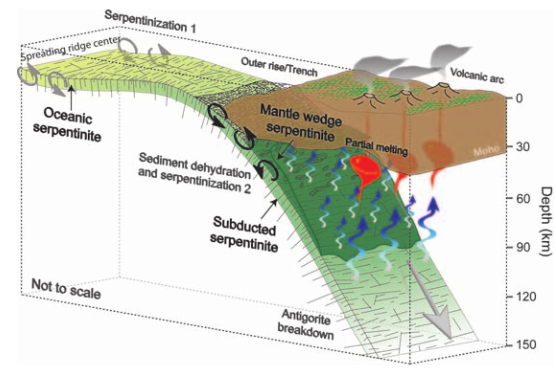 Serpentinization 1
Spreading ridge center
Outer rise/Trench
Volcanic arc
Oceanic
serpentinite
Mantle wedge
serpentinite
Partial melting
Moho
Sediment dehydration
and serpentinization 2
Subducted
serpentinite
Antigorite
breakdown
Not to scale
0
30
60
90
120
150
Depth (km)